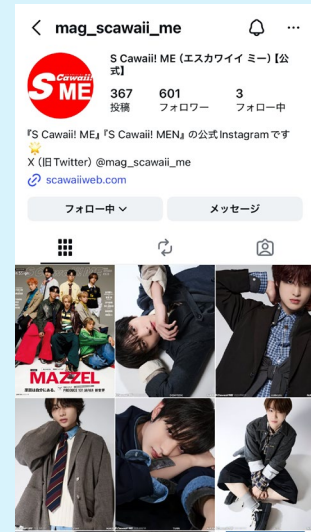 mag_scawaii_me
S Cawaii! ME (エスカワイイ ミー)【公
式】
367
601
3
投稿
フォロワー
フォロー中
S Cawaii!
ME
『S Cawaii! ME』『S Cawaii! MEN』の公式Instagramです
🌟
X（旧Twitter）@mag_scawaii_me
scawaiiweb.com
フォロー中
メッセージ
MAZZEL